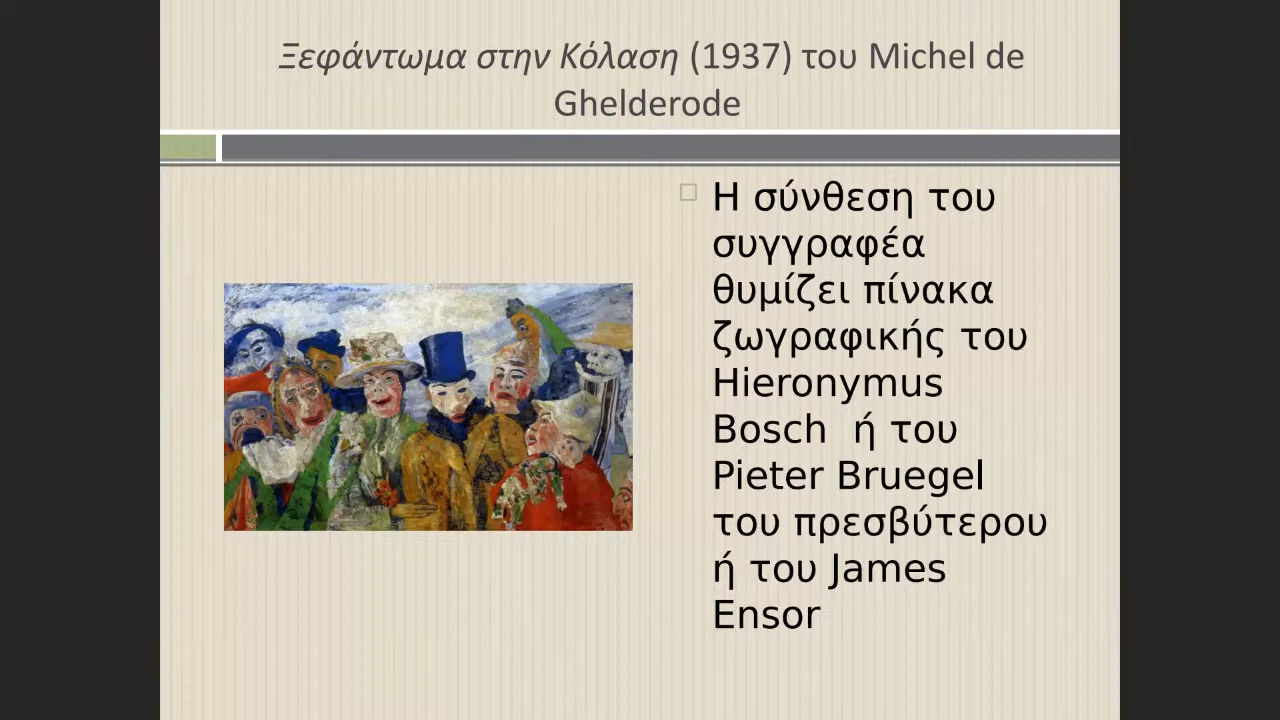 Ξεφάντωμα στην Κόλαση (1937) του Michel de
Ghelderode
Η σύνθεση του
συγγραφέα
θυμίζει πίνακα
ζωγραφικής του
Hieronymus
Bosch  ή του
Pieter Bruegel
του πρεσβύτερου
ή του James
Ensor